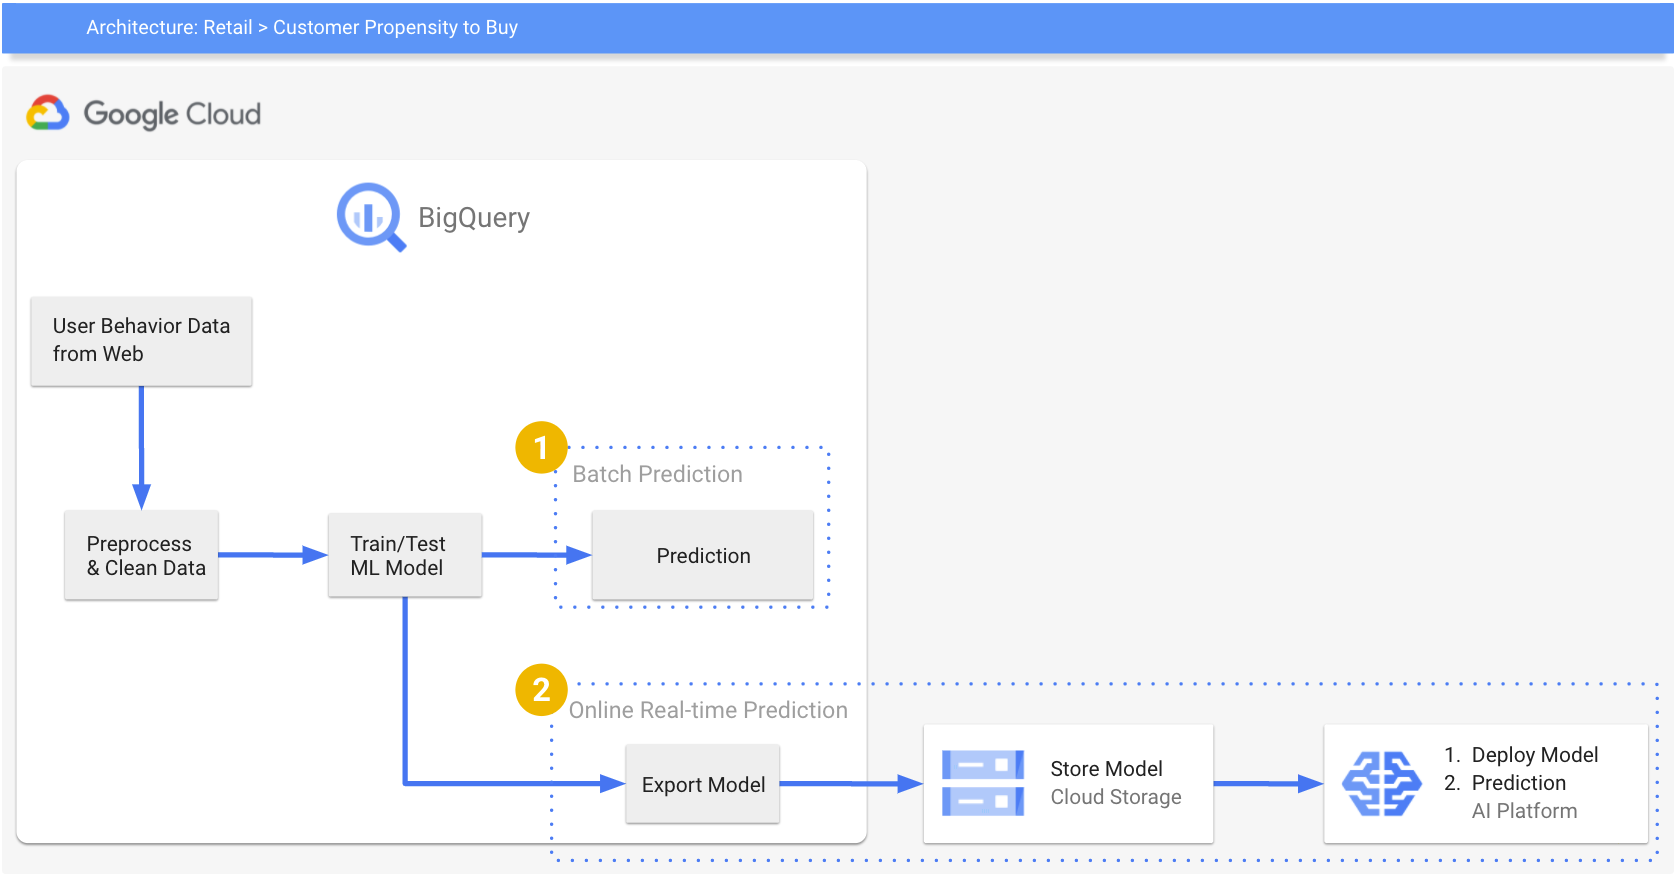 Architecture: Retail > Customer Propensity to Buy
Google Cloud
BigQuery
User Behavior Data
from Web
1
Batch Prediction
Preprocess
& Clean Data
Train/Test
ML Model
Prediction
2
Online Real-time Prediction
Export Model
Store Model
Cloud Storage
1. Deploy Model
2. Prediction
AI Platform